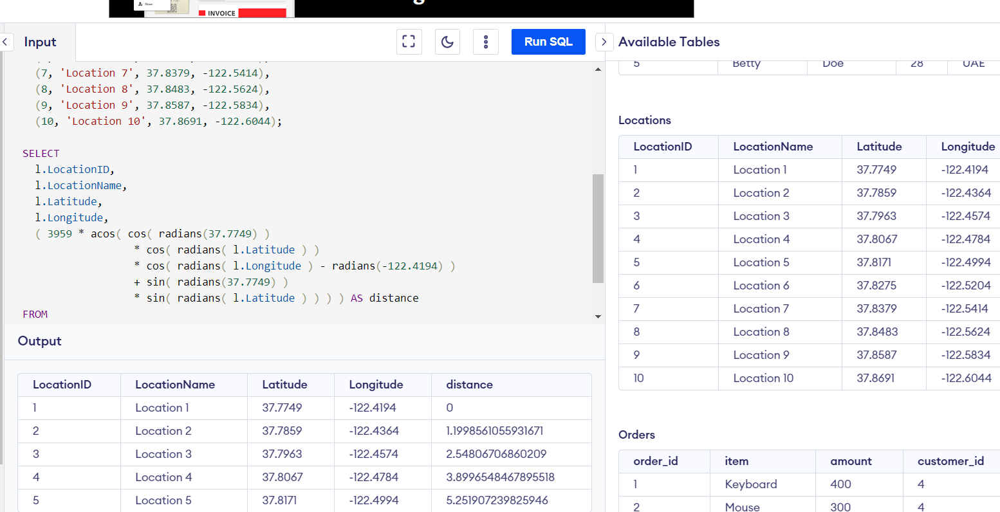 Share
INVOICE
Input
Run SQL
(7, 'Location 7', 37.8379, -122.5414),
(8, 'Location 8', 37.8483, -122.5624),
(9, 'Location 9', 37.8587, -122.5834),
(10, 'Location 10', 37.8691, -122.6044);
SELECT
l.LocationID,
l.LocationName,
l.Latitude,
l.Longitude,
( 3959 * acos( cos( radians(37.7749) )
* cos( radians( l.Latitude ) )
* cos( radians( l.Longitude ) - radians(-122.4194) )
+ sin( radians(37.7749) )
* sin( radians( l.Latitude ) ) ) ) AS distance
FROM
Output
LocationID LocationName Latitude Longitude distance
1 Location 1 37.7749 -122.4194 0
2 Location 2 37.7859 -122.4364 1.1998561055931671
3 Location 3 37.7963 -122.4574 2.54806706860209
4 Location 4 37.8067 -122.4784 3.8996548467895518
5 Location 5 37.8171 -122.4994 5.251907239825946
Available Tables
5 Betty Doe 28 UAE
Locations
LocationID LocationName Latitude Longitude
1 Location 1 37.7749 -122.4194
2 Location 2 37.7859 -122.4364
3 Location 3 37.7963 -122.4574
4 Location 4 37.8067 -122.4784
5 Location 5 37.8171 -122.4994
6 Location 6 37.8275 -122.5204
7 Location 7 37.8379 -122.5414
8 Location 8 37.8483 -122.5624
9 Location 9 37.8587 -122.5834
10 Location 10 37.8691 -122.6044
Orders
order_id item amount customer_id
1 Keyboard 400 4
2 Mouse 300 4